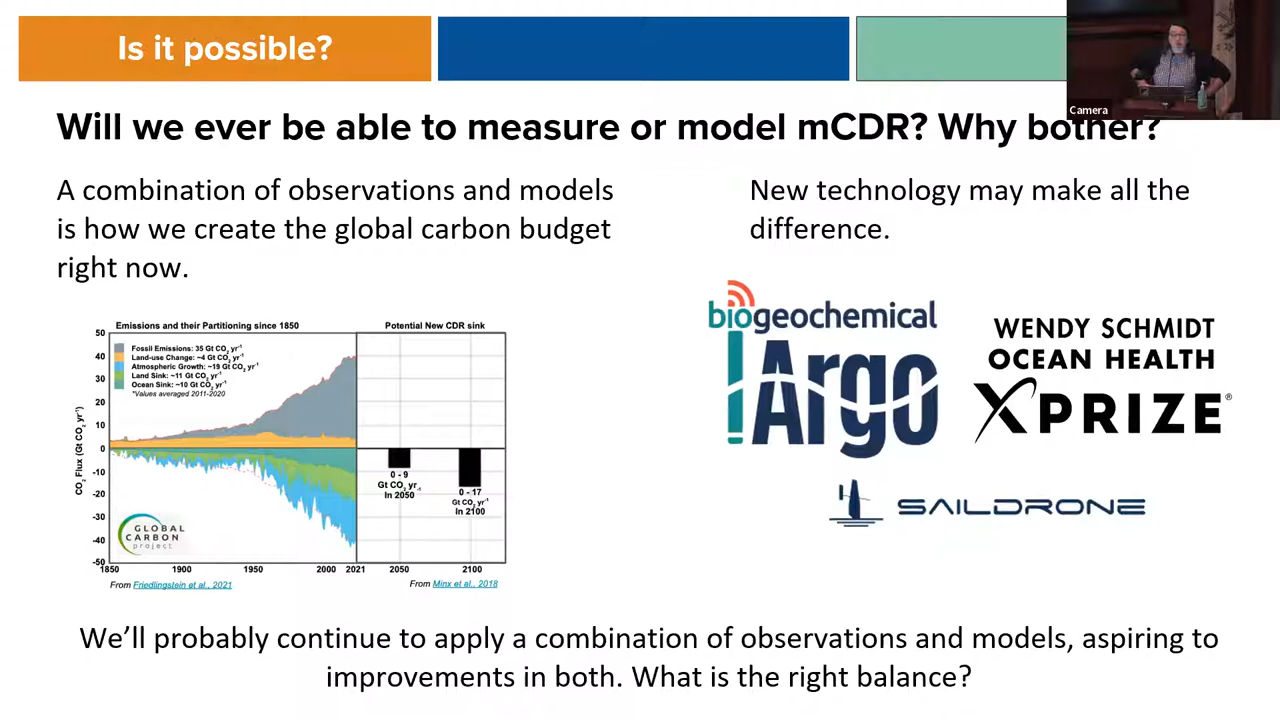 Is it possible?
Camera
Will we ever be able to measure or model mCDR? Why bother?
A combination of observations and models
is how we create the global carbon budget
right now.
New technology may make all the
difference.
Emissions and their Partitioning since 1850
Potential New CDR sink
Fossil Emissions: 35 Gt CO2 yr-1
Land-use Change: ~4 Gt CO2 yr-1
Atmospheric Growth: ~19 Gt CO2 yr-1
Land Sink: ~11 Gt CO2 yr-1
Ocean Sink: ~10 Gt CO2 yr-1
*Values averaged 2011-2020
CO2 Flux (Gt CO2 yr-1)
50
40
30
20
10
0
-10
-20
-30
-40
-50
1850
1900
1950
2000
2021
2050
2100
0 - 9
Gt CO2 yr-1
In 2050
0 - 17
Gt CO2 yr-1
In 2100
GLOBAL
CARBON
project
From Friedlingstein et al., 2021
From Minx et al., 2018
biogeochemical
Argo
WENDY SCHMIDT
OCEAN HEALTH
XPRIZE®
SAILDRONE
We’ll probably continue to apply a combination of observations and models, aspiring to
improvements in both. What is the right balance?